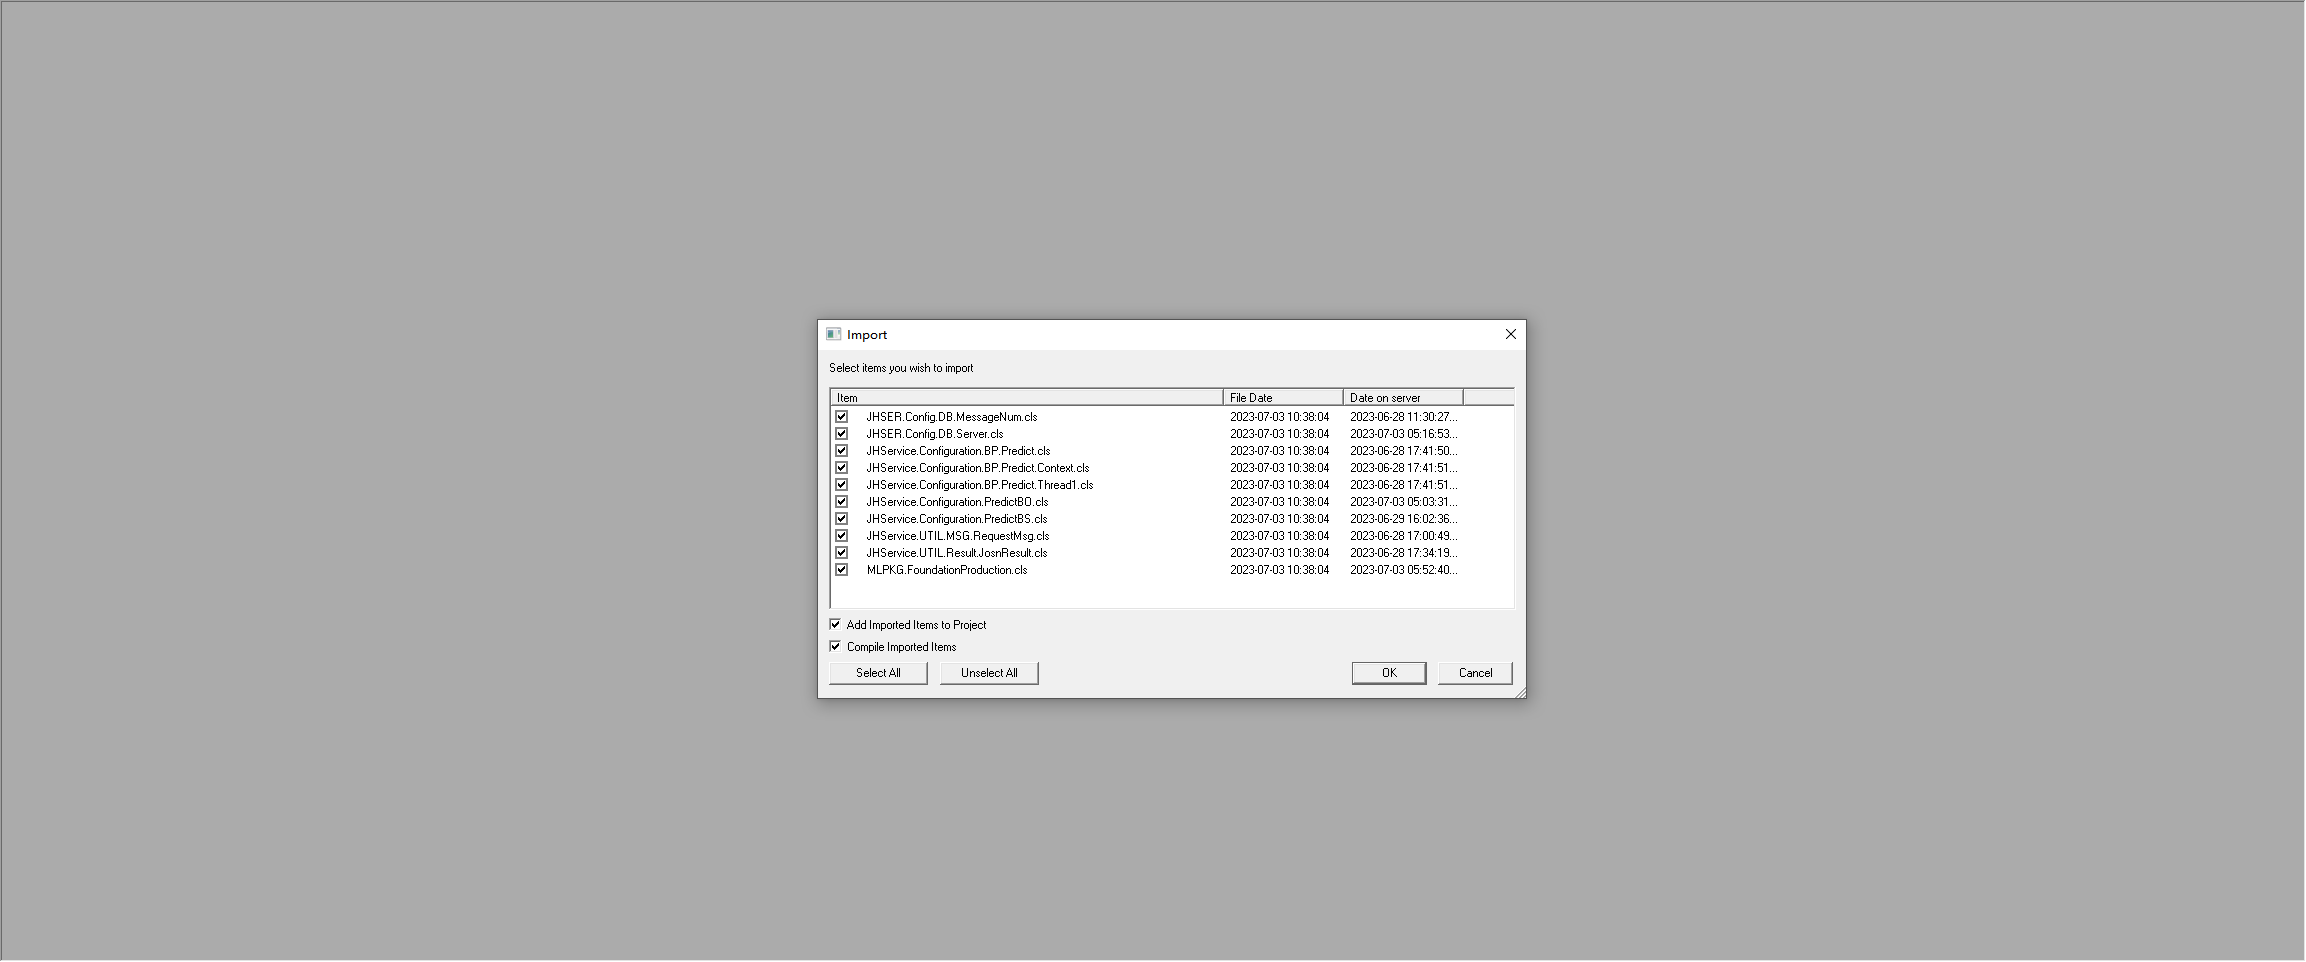 Import
Select items you wish to import
Item File Date Date on server
JHSER.Config.DB.MessageNum.cls 2023-07-03 10:38:04 2023-06-28 11:30:27...
JHSER.Config.DB.Server.cls 2023-07-03 10:38:04 2023-07-03 05:16:53...
JHService.Configuration.BP.Predict.cls 2023-07-03 10:38:04 2023-06-28 17:41:50...
JHService.Configuration.BP.Predict.Context.cls 2023-07-03 10:38:04 2023-06-28 17:41:51...
JHService.Configuration.BP.Predict.Thread1.cls 2023-07-03 10:38:04 2023-06-28 17:41:51...
JHService.Configuration.PredictBO.cls 2023-07-03 10:38:04 2023-07-03 05:03:31...
JHService.Configuration.PredictBS.cls 2023-07-03 10:38:04 2023-06-29 16:02:36...
JHService.UTIL.MSG.RequestMsg.cls 2023-07-03 10:38:04 2023-06-28 17:00:49...
JHService.UTIL.Result.JosnResult.cls 2023-07-03 10:38:04 2023-06-28 17:34:19...
MLPKG.FoundationProduction.cls 2023-07-03 10:38:04 2023-07-03 05:52:40...
Add Imported Items to Project
Compile Imported Items
Select All Unselect All OK Cancel